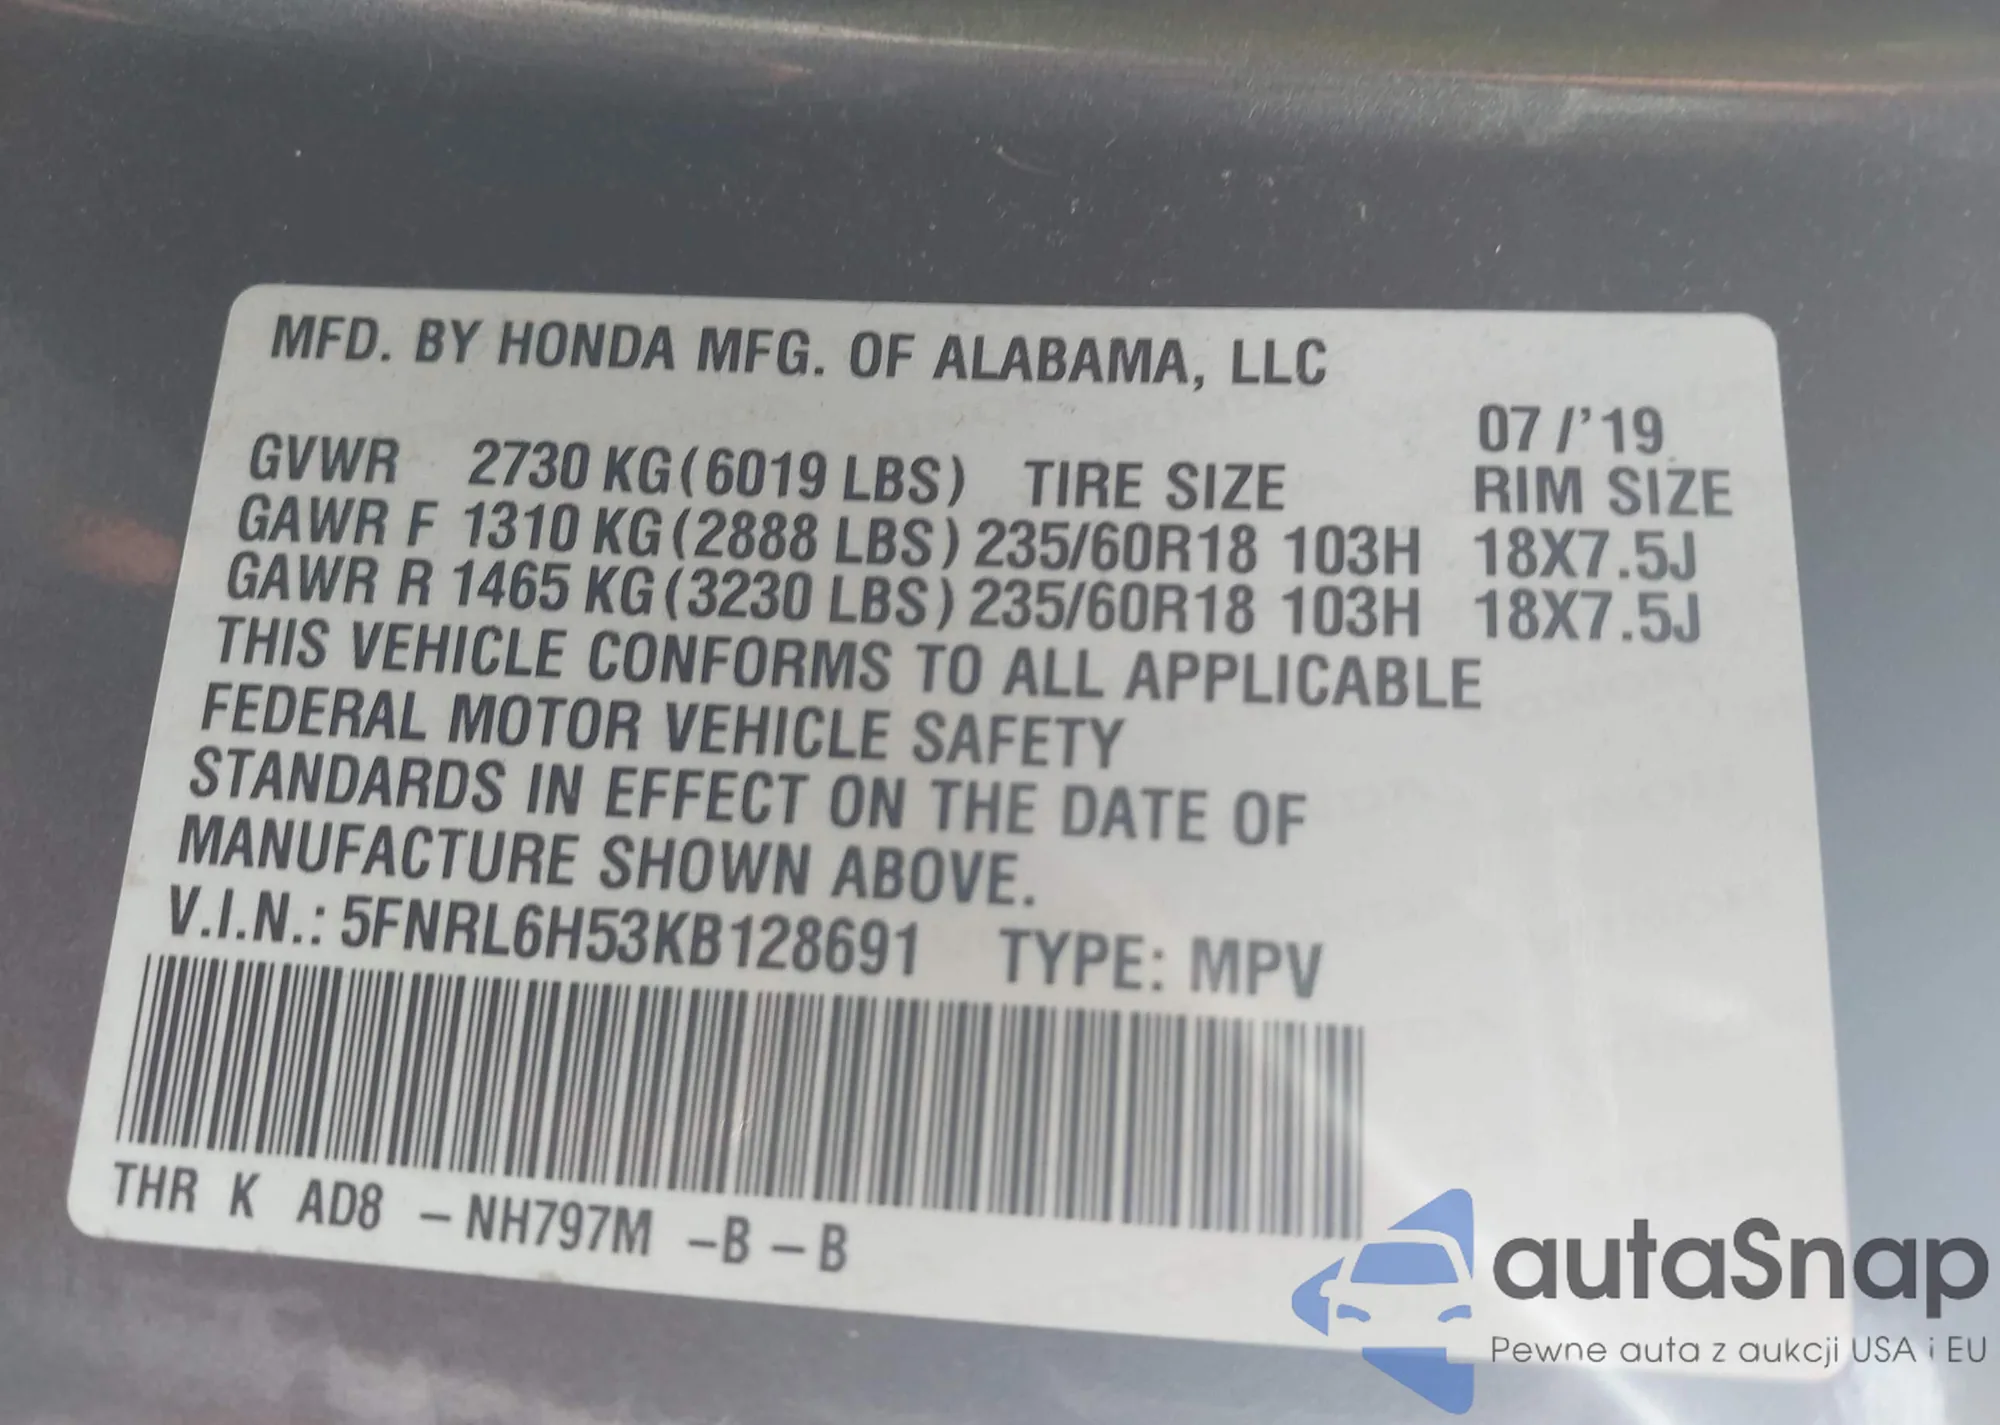 MFD. BY HONDA MFG. OF ALABAMA, LLC
07/'19
GVWR 2730 KG (6019 LBS) TIRE SIZE RIM SIZE
GAWR F 1310 KG (2888 LBS) 235/60R18 103H 18X7.5J
GAWR R 1465 KG (3230 LBS) 235/60R18 103H 18X7.5J
THIS VEHICLE CONFORMS TO ALL APPLICABLE
FEDERAL MOTOR VEHICLE SAFETY
STANDARDS IN EFFECT ON THE DATE OF
MANUFACTURE SHOWN ABOVE.
V.I.N.: 5FNRL6H53KB128691 TYPE: MPV
THR K AD8 – NH797M –B – B
autaSnap
Pewne auta z aukcji USA i EU